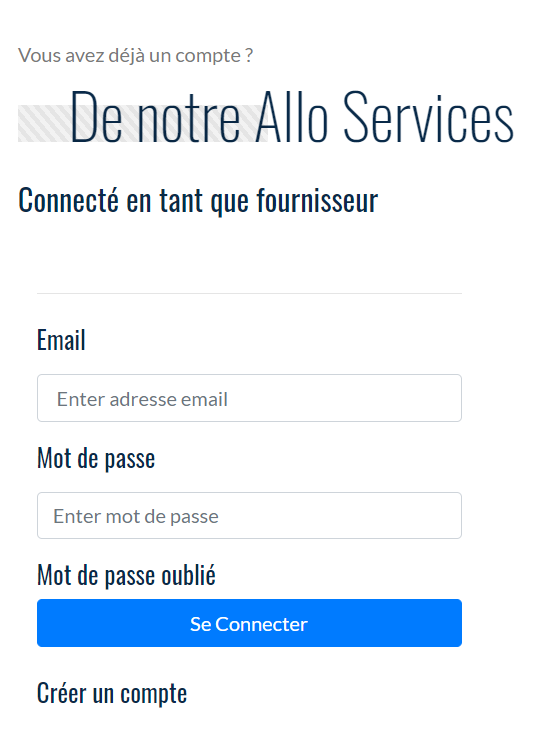 Vous avez déjà un compte ?
De notre Allo Services
Connecté en tant que fournisseur
Email
Enter adresse email
Mot de passe
Enter mot de passe
Mot de passe oublié
Se Connecter
Créer un compte